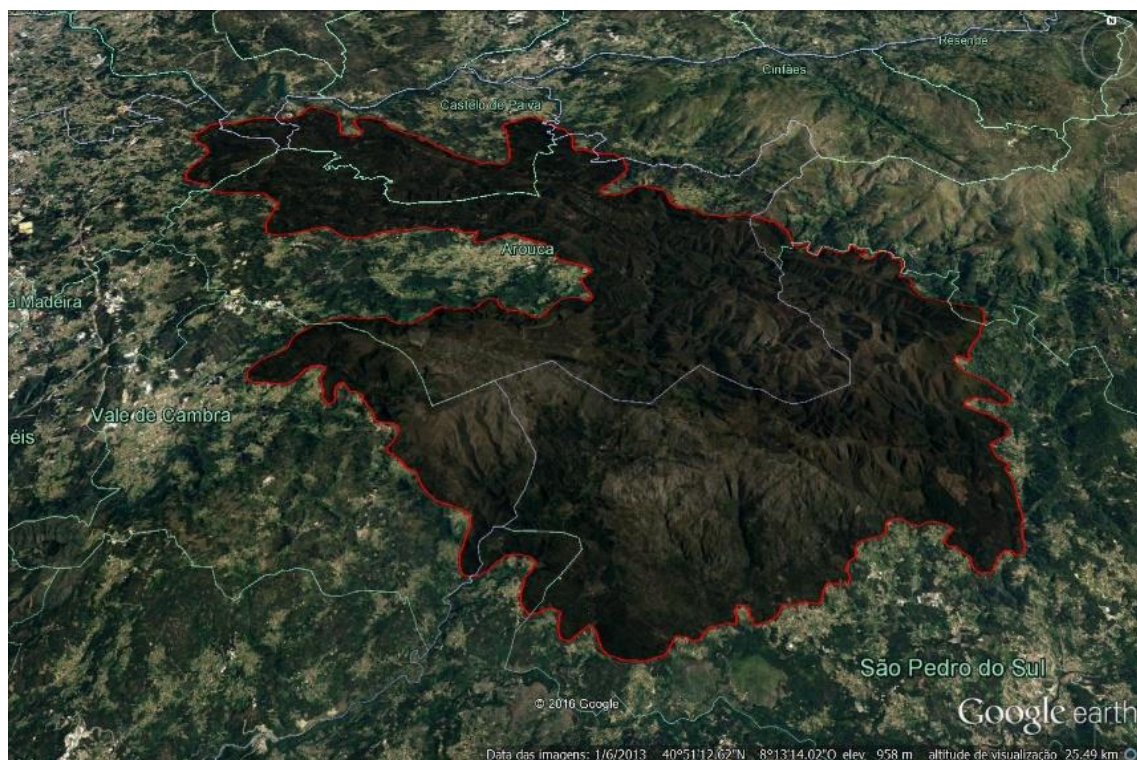 N
Resende
Cinfães
Castelo de Paiva
Arouca
a Madeira
Vale de Cambra
éis
São Pedro do Sul
© 2016 Google
Google earth
Data das imagens: 1/6/2013 40°51'12.62"N 8°13'14.02"O elev 958 m altitude de visualização 25.49 km